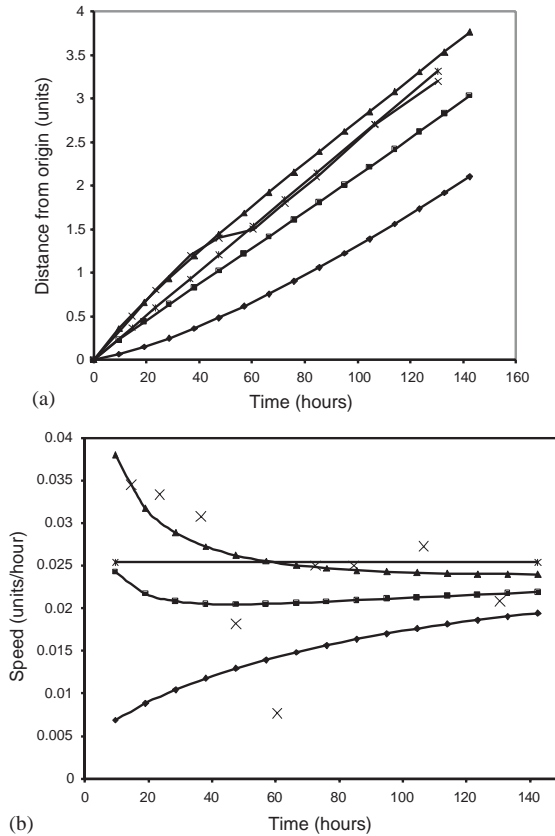 4
3.5
3
2.5
2
1.5
1
0.5
0
Distance from origin (units)
0 20 40 60 80 100 120 140 160
Time (hours)
(a)
0.04
0.035
0.03
0.025
0.02
0.015
0.01
0.005
0
Speed (units/hour)
0 20 40 60 80 100 120 140
Time (hours)
(b)